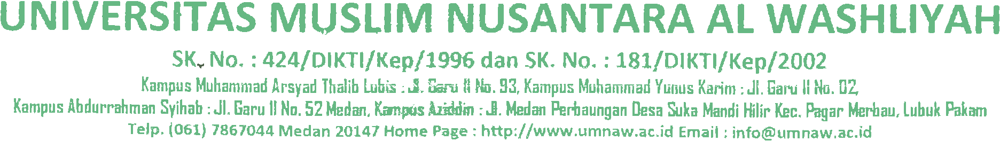 UNIVERSITAS MUSLIM NUSANTARA AL WASHLIYAH
SK. No. : 424/DIKTI/Kep/1996 dan SK. No. : 181/DIKTI/Kep/2002
Kampus Muhammad Arsyad Thalib Lubis : Jl. Garu II No. 93, Kampus Muhammad Yunus Karim : Jl. Garu II No. 02,
Kampus Abdurrahman Syihab : Jl. Garu II No. 52 Medan, Kampus Aziddin : Jl. Medan Perbaungan Desa Suka Mandi Hilir Kec. Pagar Merbau, Lubuk Pakam
Telp. (061) 7867044 Medan 20147 Home Page : http://www.umnaw.ac.id Email : info@umnaw.ac.id